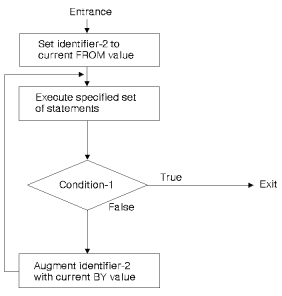 Entrance
Set identifier-2 to
current FROM value
Execute specified set
of statements
Condition-1
True
Exit
False
Augment identifier-2
with current BY value